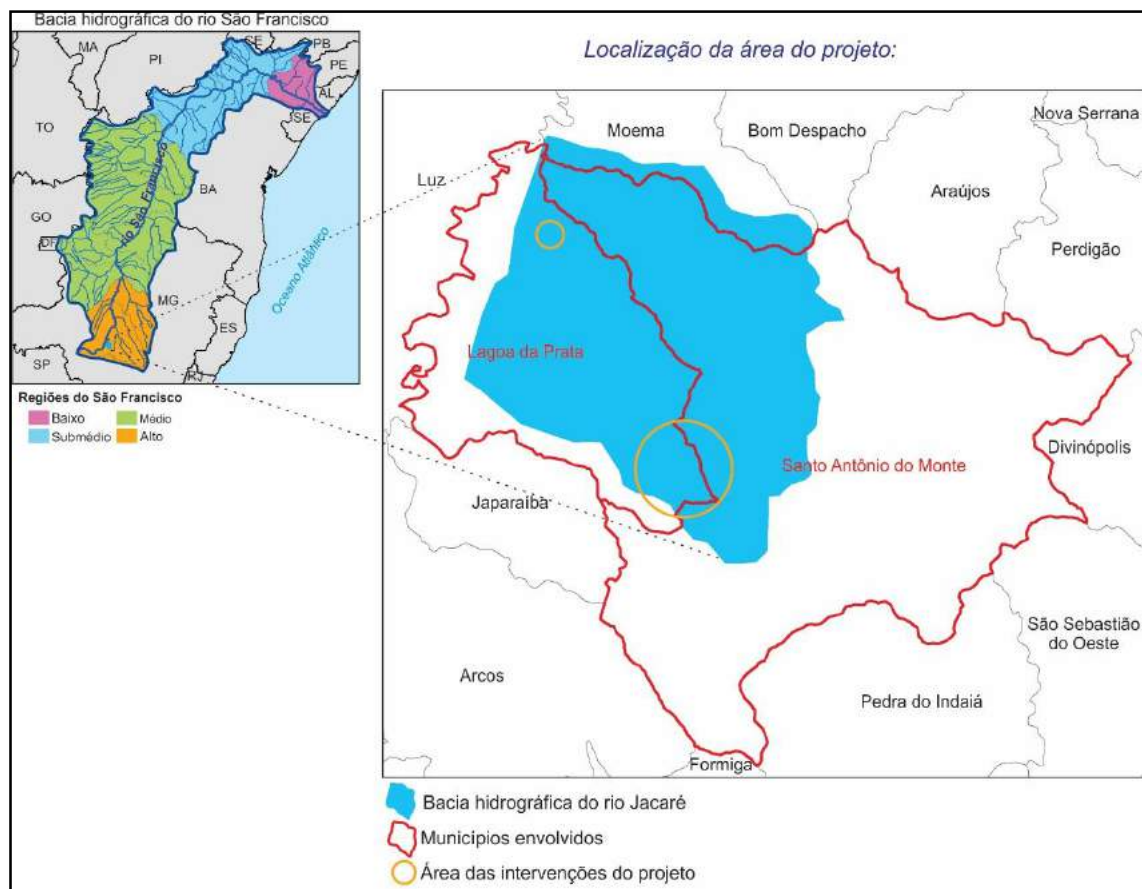 Bacia hidrográfica do rio São Francisco
MA
PI
CE
PB
PE
AL
SE
TO
BA
rio São Francisco
GO
DF
Oceano Atlântico
MG
ES
SP
RJ
Regiões do São Francisco
Baixo
Médio
Submédio
Alto
Localização da área do projeto:
Nova Serrana
Moema
Bom Despacho
Luz
Araújos
Perdigão
Lagoa da Prata
Divinópolis
Santo Antônio do Monte
Japaraíba
São Sebastião
do Oeste
Arcos
Pedra do Indaiá
Formiga
Bacia hidrográfica do rio Jacaré
Municípios envolvidos
Área das intervenções do projeto